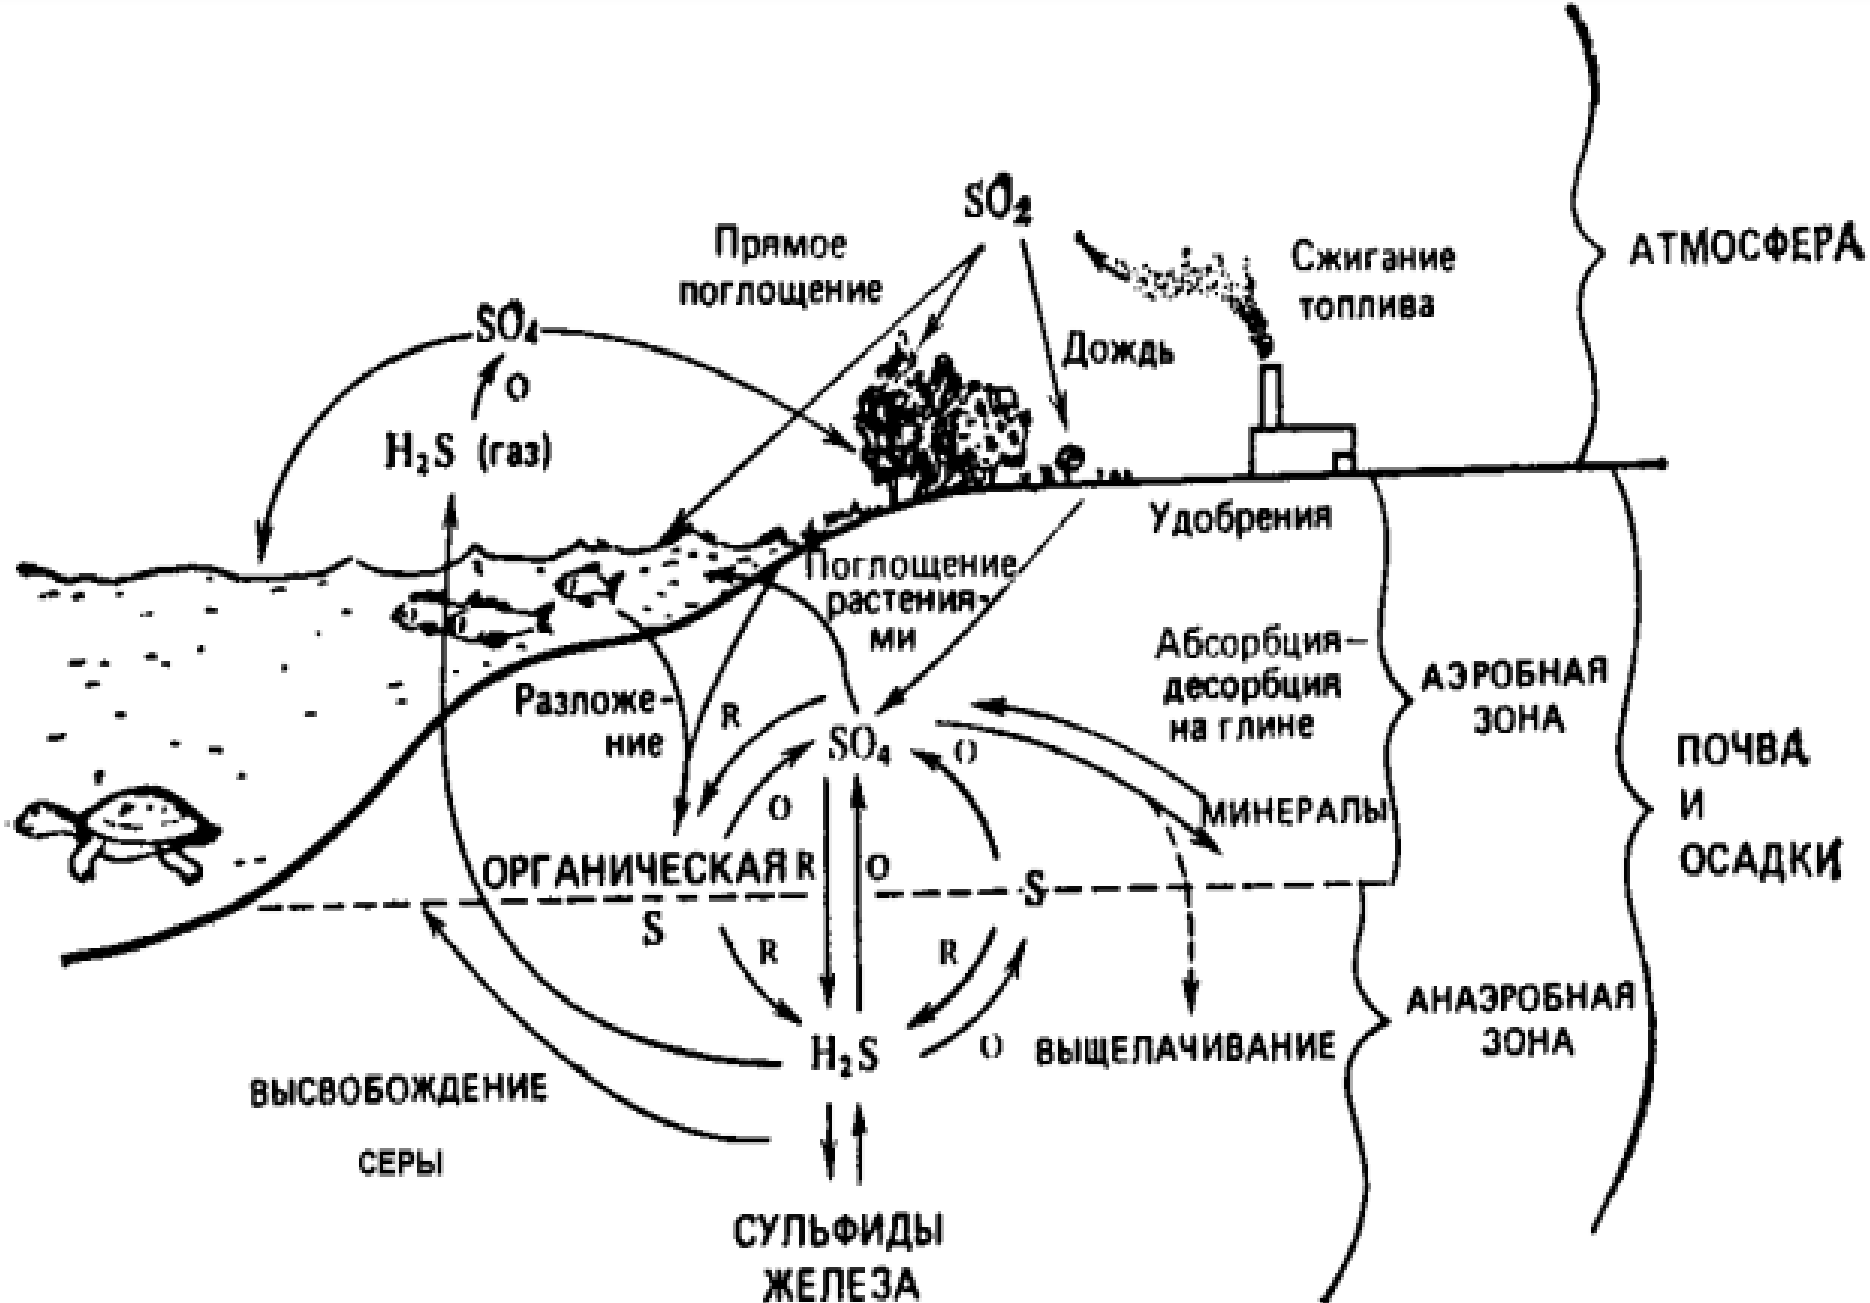 SO₂
Прямое
поглощение
Сжигание
топлива
АТМОСФЕРА
SO₄
Дождь
O
H₂S (газ)
Удобрения
Поглощение
растения-
ми
Абсорбция-
десорбция
на глине
АЭРОБНАЯ
ЗОНА
Разложе-
ние
R
SO₄
O
ПОЧВА
И
ОСАДКИ
O
МИНЕРАЛЫ
ОРГАНИЧЕСКАЯ
S
R
O
S
R
R
АНАЭРОБНАЯ
ЗОНА
H₂S
O
ВЫЩЕЛАЧИВАНИЕ
ВЫСВОБОЖДЕНИЕ
СЕРЫ
СУЛЬФИДЫ
ЖЕЛЕЗА